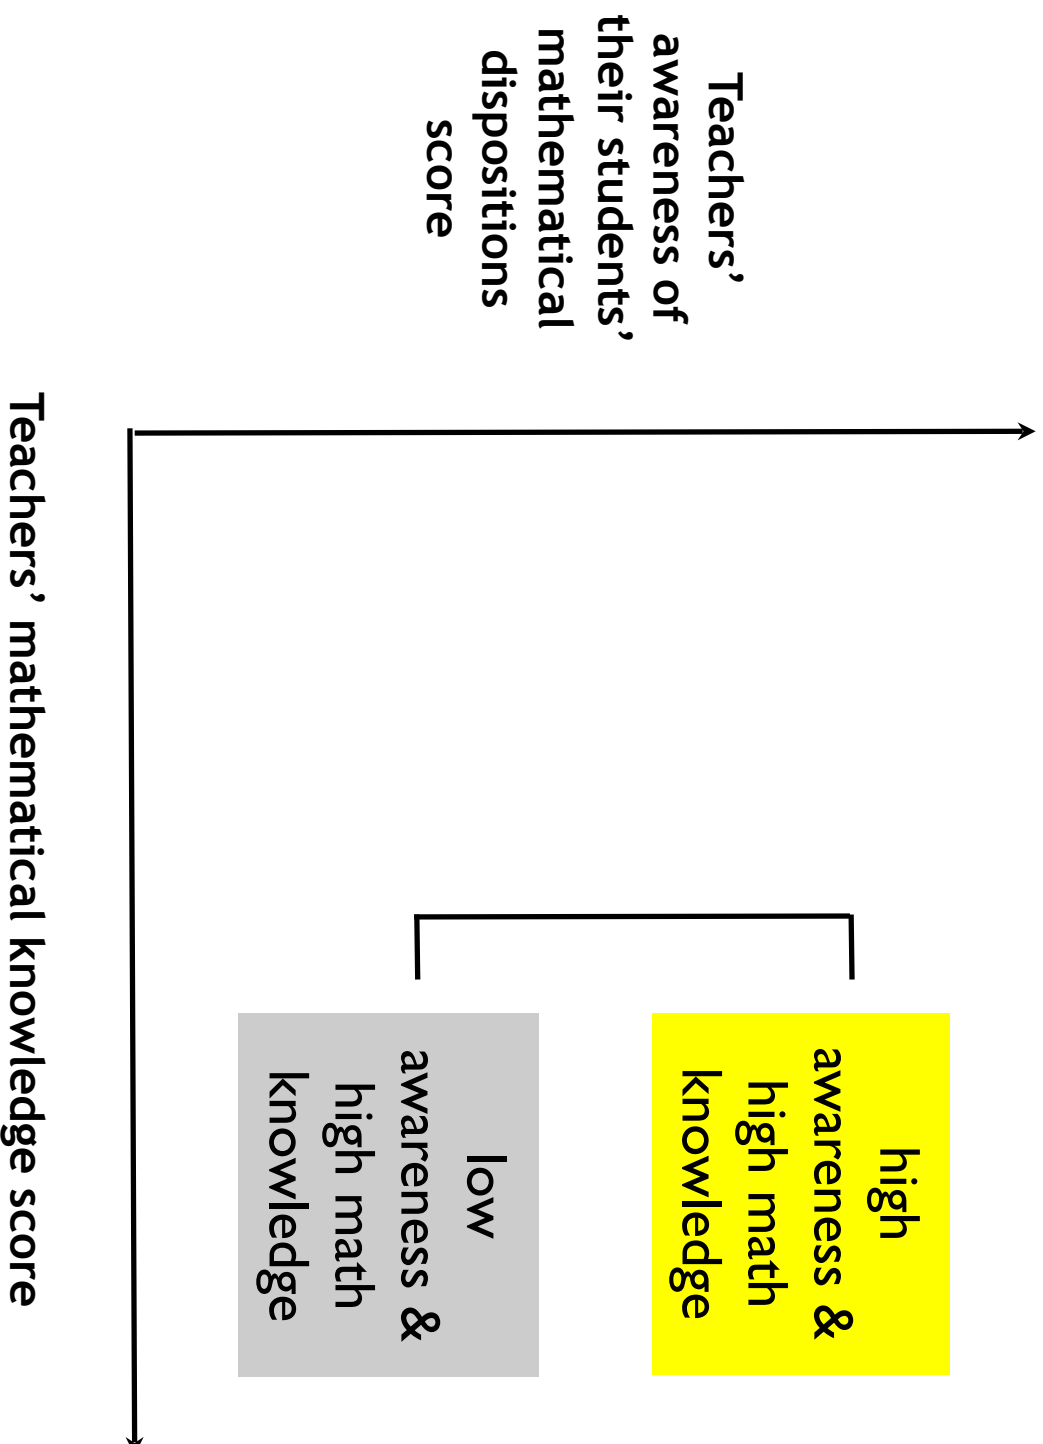 Teachers’
awareness of
their students’
mathematical
dispositions
score
high
awareness &
high math
knowledge
low
awareness &
high math
knowledge
Teachers’ mathematical knowledge score